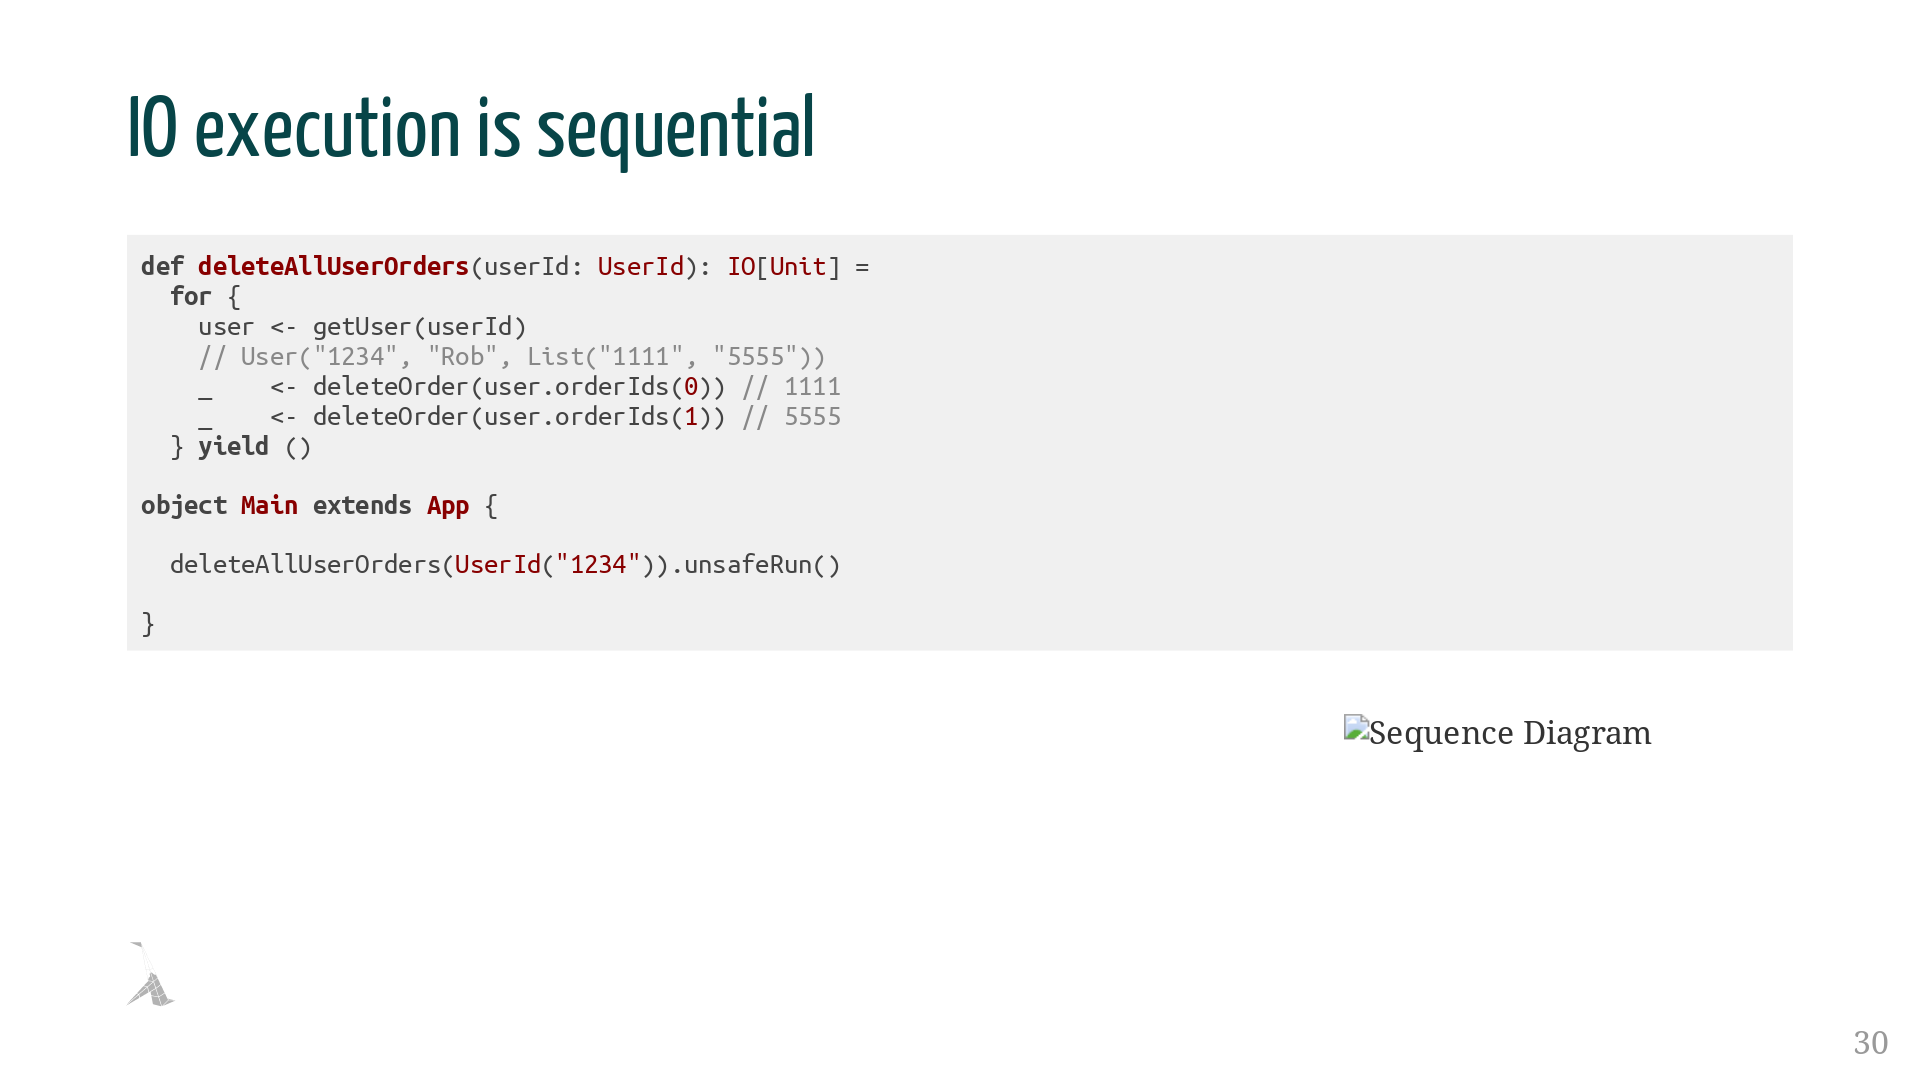 IO execution is sequential
def deleteAllUserOrders(userId: UserId): IO[Unit] =
  for {
    user <- getUser(userId)
    // User("1234", "Rob", List("1111", "5555"))
    _    <- deleteOrder(user.orderIds(0)) // 1111
    _    <- deleteOrder(user.orderIds(1)) // 5555
  } yield ()
object Main extends App {
  deleteAllUserOrders(UserId("1234")).unsafeRun()
}
Sequence Diagram
30